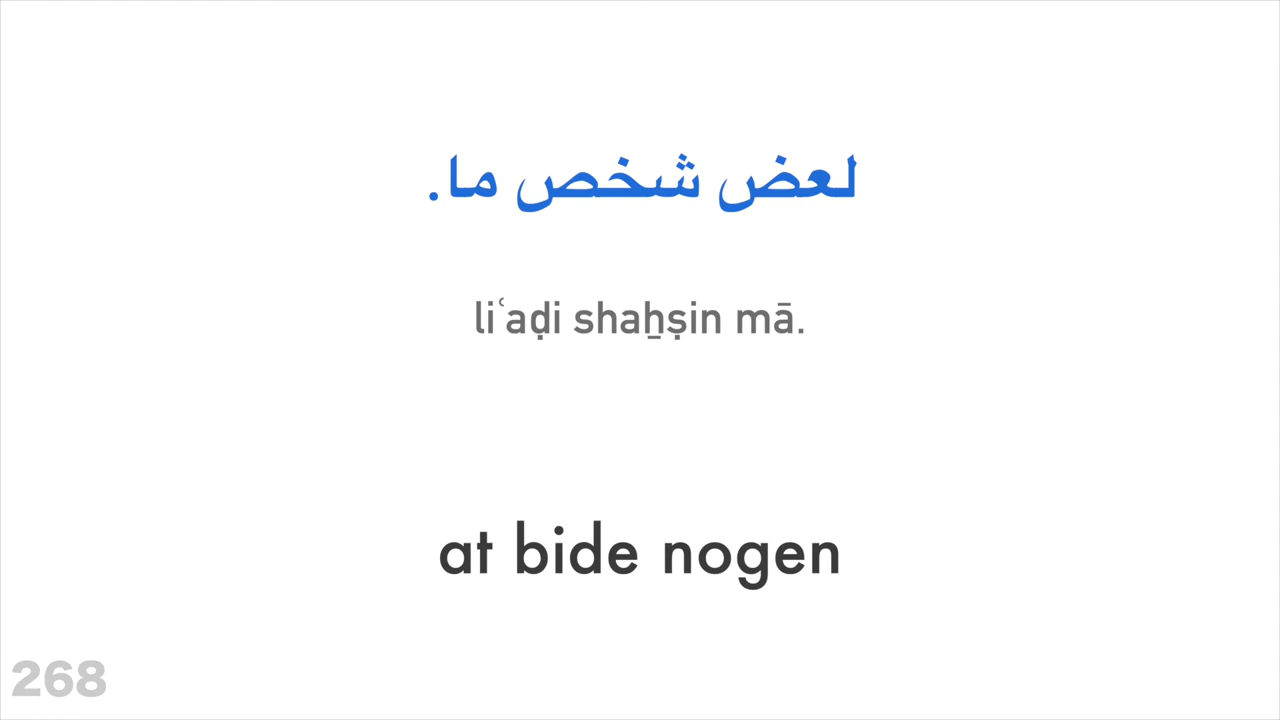 لعض شخص ما.
liʿaḍi shaẖṣin mā.
at bide nogen
268